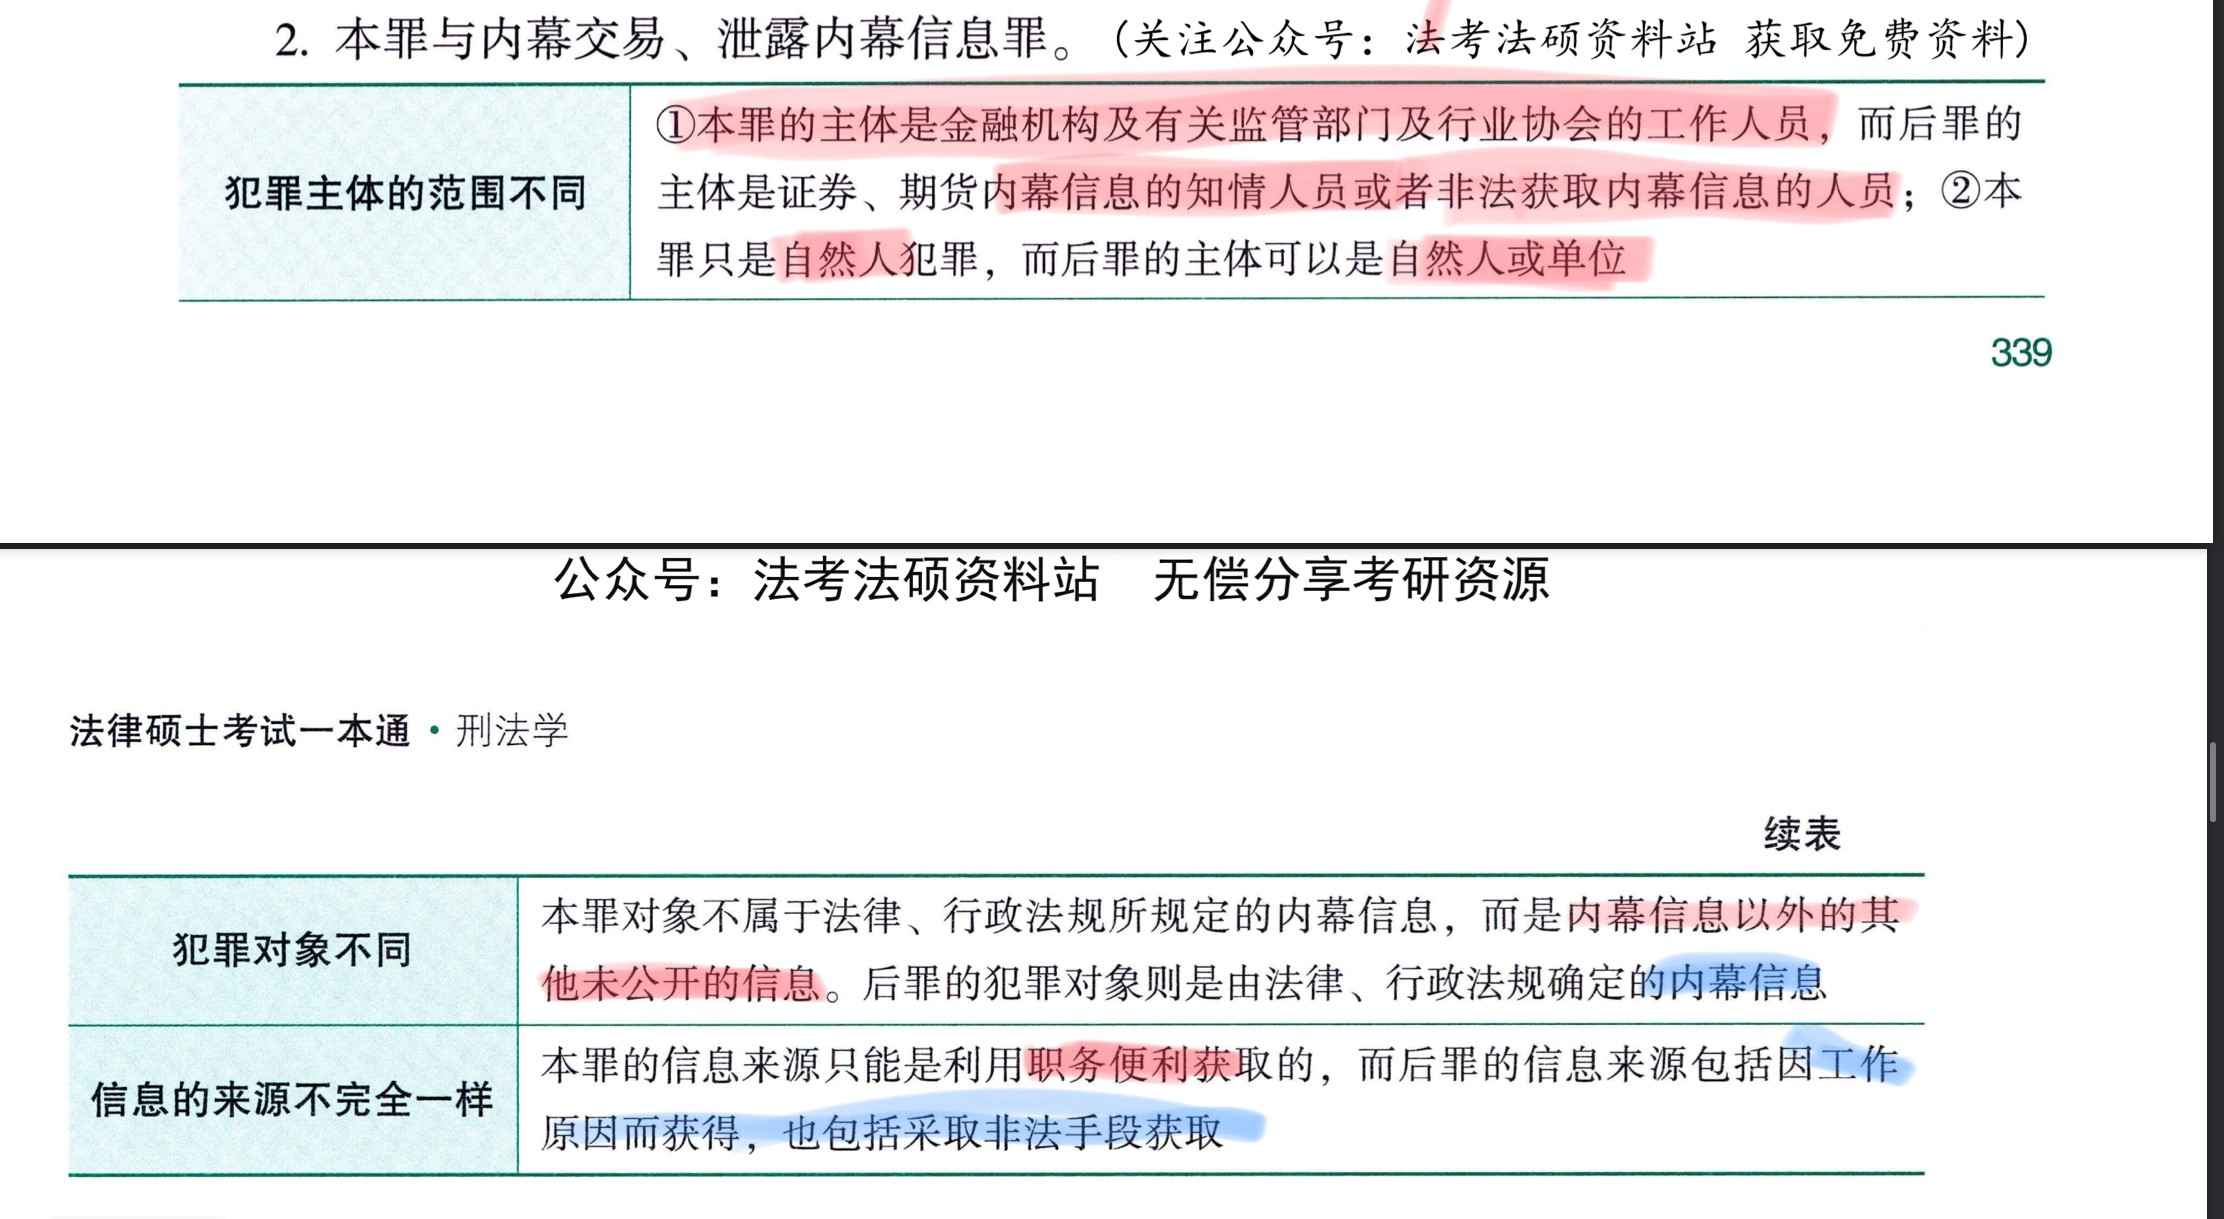 2. 本罪与内幕交易、泄露内幕信息罪。(关注公众号：法考法硕资料站 获取免费资料)
犯罪主体的范围不同
①本罪的主体是金融机构及有关监管部门及行业协会的工作人员，而后罪的
主体是证券、期货内幕信息的知情人员或者非法获取内幕信息的人员；②本
罪只是自然人犯罪，而后罪的主体可以是自然人或单位
339
公众号：法考法硕资料站 无偿分享考研资源
法律硕士考试一本通·刑法学
续表
犯罪对象不同
本罪对象不属于法律、行政法规所规定的内幕信息，而是内幕信息以外的其
他未公开的信息。后罪的犯罪对象则是由法律、行政法规确定的内幕信息
信息的来源不完全一样
本罪的信息来源只能是利用职务便利获取的，而后罪的信息来源包括因工作
原因而获得，也包括采取非法手段获取